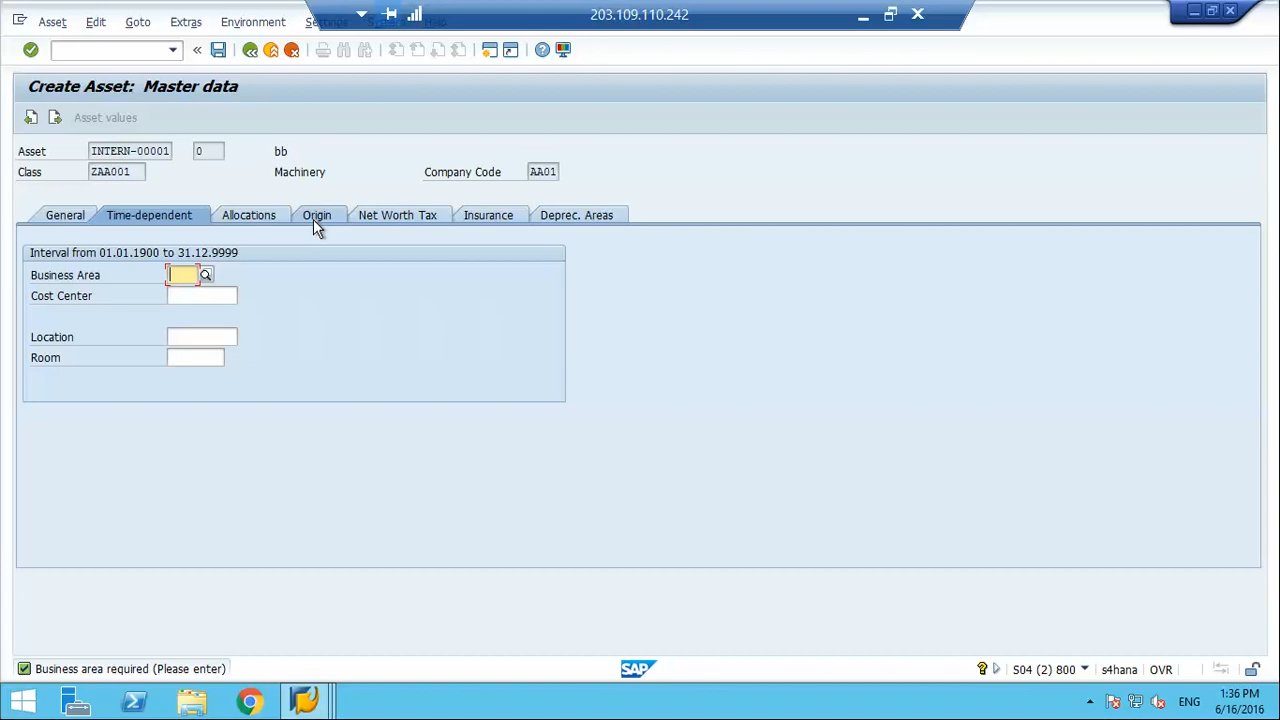 203.109.110.242
Asset Edit Goto Extras Environment Settings System Help
Create Asset: Master data
Asset values
Asset INTERN-00001 0 bb
Class ZAA001 Machinery Company Code AA01
General Time-dependent Allocations Origin Net Worth Tax Insurance Deprec. Areas
Interval from 01.01.1900 to 31.12.9999
Business Area
Cost Center
Location
Room
Business area required (Please enter)
SAP
S04 (2) 800 s4hana OVR
ENG
1:36 PM
6/16/2016